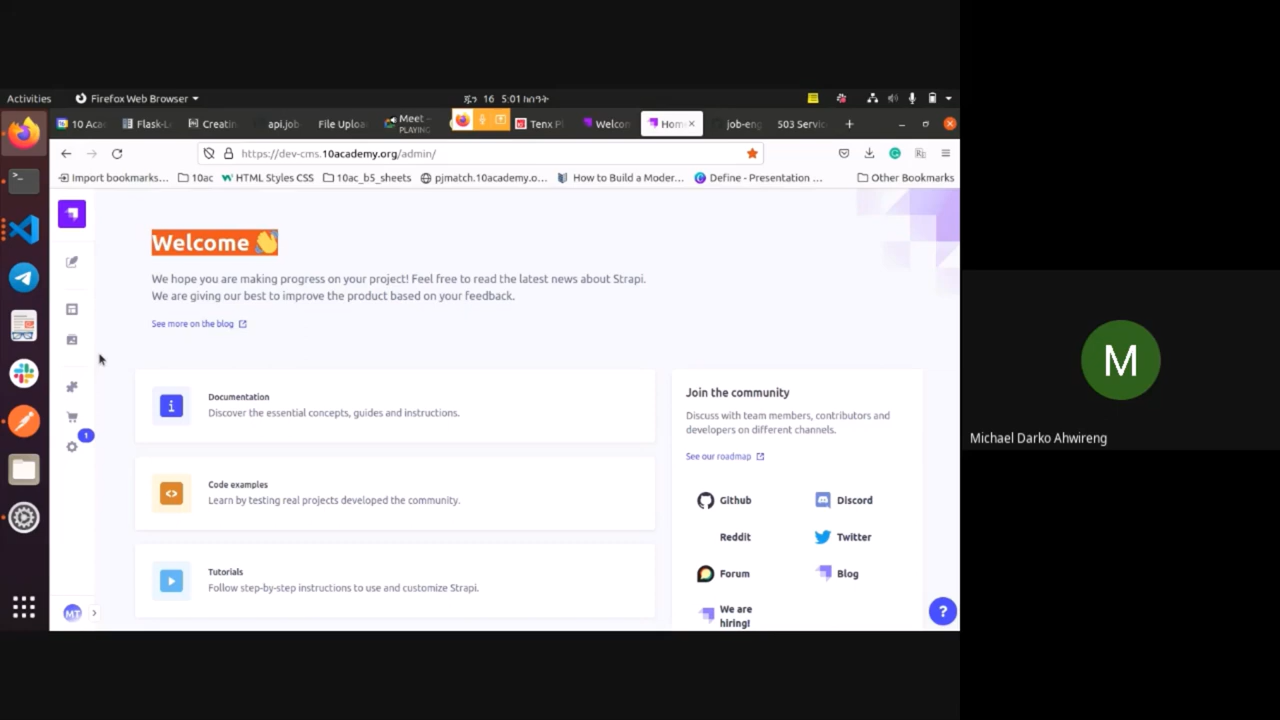 Activities
Firefox Web Browser
16 5:01
10 Aca
Flask-L
Creatin
api.job
File Uploa
Meet -
PLAYING
Tenx P
Welcon
Hom
job-eng
503 Servic
https://dev-cms.10academy.org/admin/
Import bookmarks...
10ac
HTML Styles CSS
10ac_b5_sheets
pjmatch.10academy.o...
How to Build a Moder...
Define - Presentation ...
Other Bookmarks
Welcome 👋
We hope you are making progress on your project! Feel free to read the latest news about Strapi.
We are giving our best to improve the product based on your feedback.
See more on the blog
Documentation
Discover the essential concepts, guides and instructions.
Code examples
Learn by testing real projects developed the community.
Tutorials
Follow step-by-step instructions to use and customize Strapi.
Join the community
Discuss with team members, contributors and
developers on different channels.
See our roadmap
Github
Discord
Reddit
Twitter
Forum
Blog
We are
hiring!
1
MT
?
M
Michael Darko Ahwireng